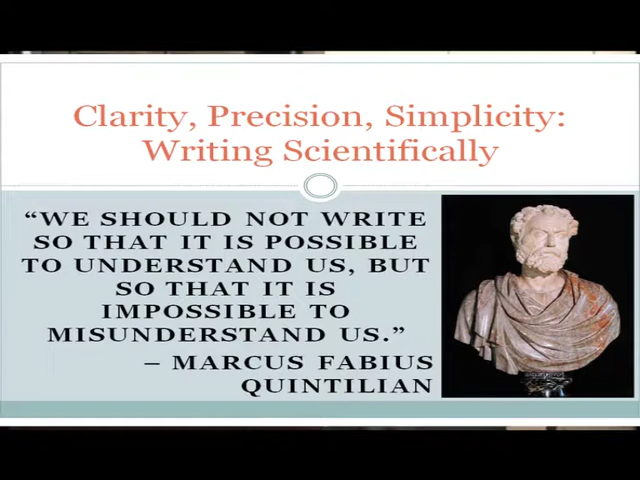 Clarity, Precision, Simplicity:
Writing Scientifically
“WE SHOULD NOT WRITE
SO THAT IT IS POSSIBLE
TO UNDERSTAND US, BUT
SO THAT IT IS
IMPOSSIBLE TO
MISUNDERSTAND US.”
– MARCUS FABIUS
QUINTILIAN